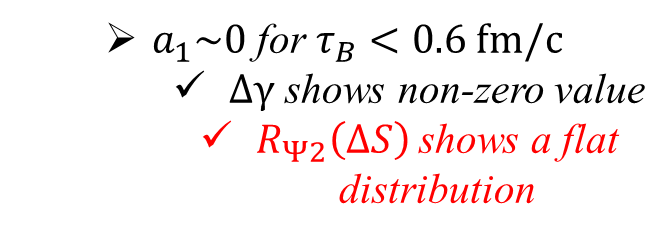 ➢ a₁~0 for τ_B < 0.6 fm/c
✓ Δγ shows non-zero value
✓ R_Ψ2(ΔS) shows a flat
distribution